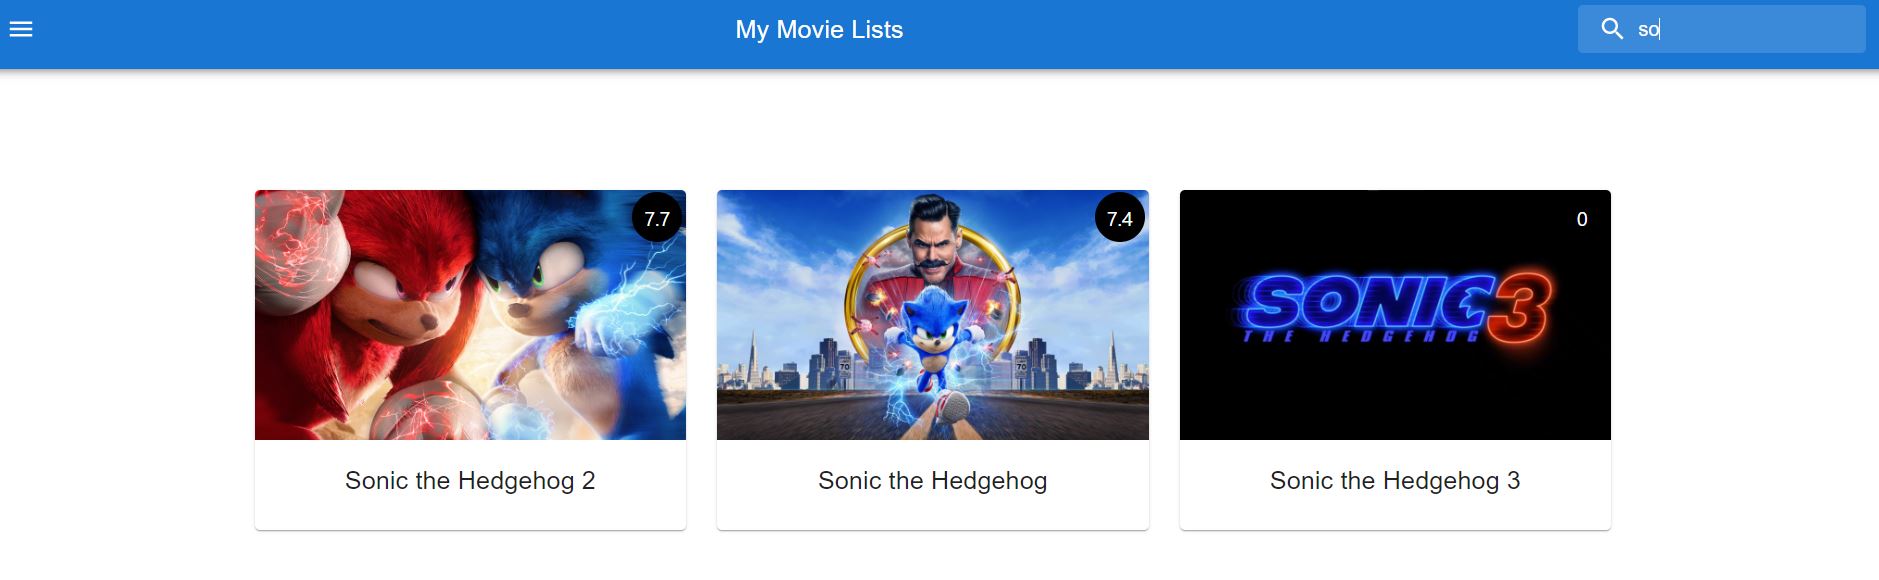 My Movie Lists
so
7.7
7.4
0
70
70
SONIC 3
THE HEDGEHOG
Sonic the Hedgehog 2
Sonic the Hedgehog
Sonic the Hedgehog 3